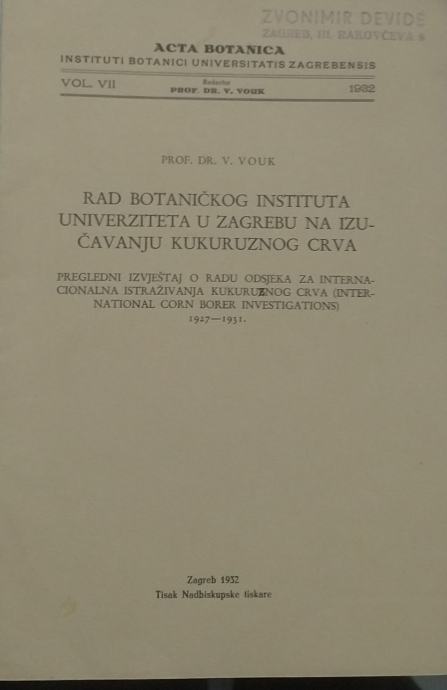 ZVONIMIR DEVIDÉ
ZAGREB, III. RAKOVČEVA 8
ACTA BOTANICA
INSTITUTI BOTANICI UNIVERSITATIS ZAGREBENSIS
VOL. VII
Redactor
PROF. DR. V. VOUK
1932
PROF. DR. V. VOUK
RAD BOTANIČKOG INSTITUTA
UNIVERZITETA U ZAGREBU NA IZU-
ČAVANJU KUKURUZNOG CRVA
PREGLEDNI IZVJEŠTAJ O RADU ODSJEKA ZA INTERNA-
CIONALNA ISTRAŽIVANJA KUKURUZNOG CRVA (INTER-
NATIONAL CORN BORER INVESTIGATIONS)
1927—1931.
Zagreb 1932
Tisak Nadbiskupske tiskare